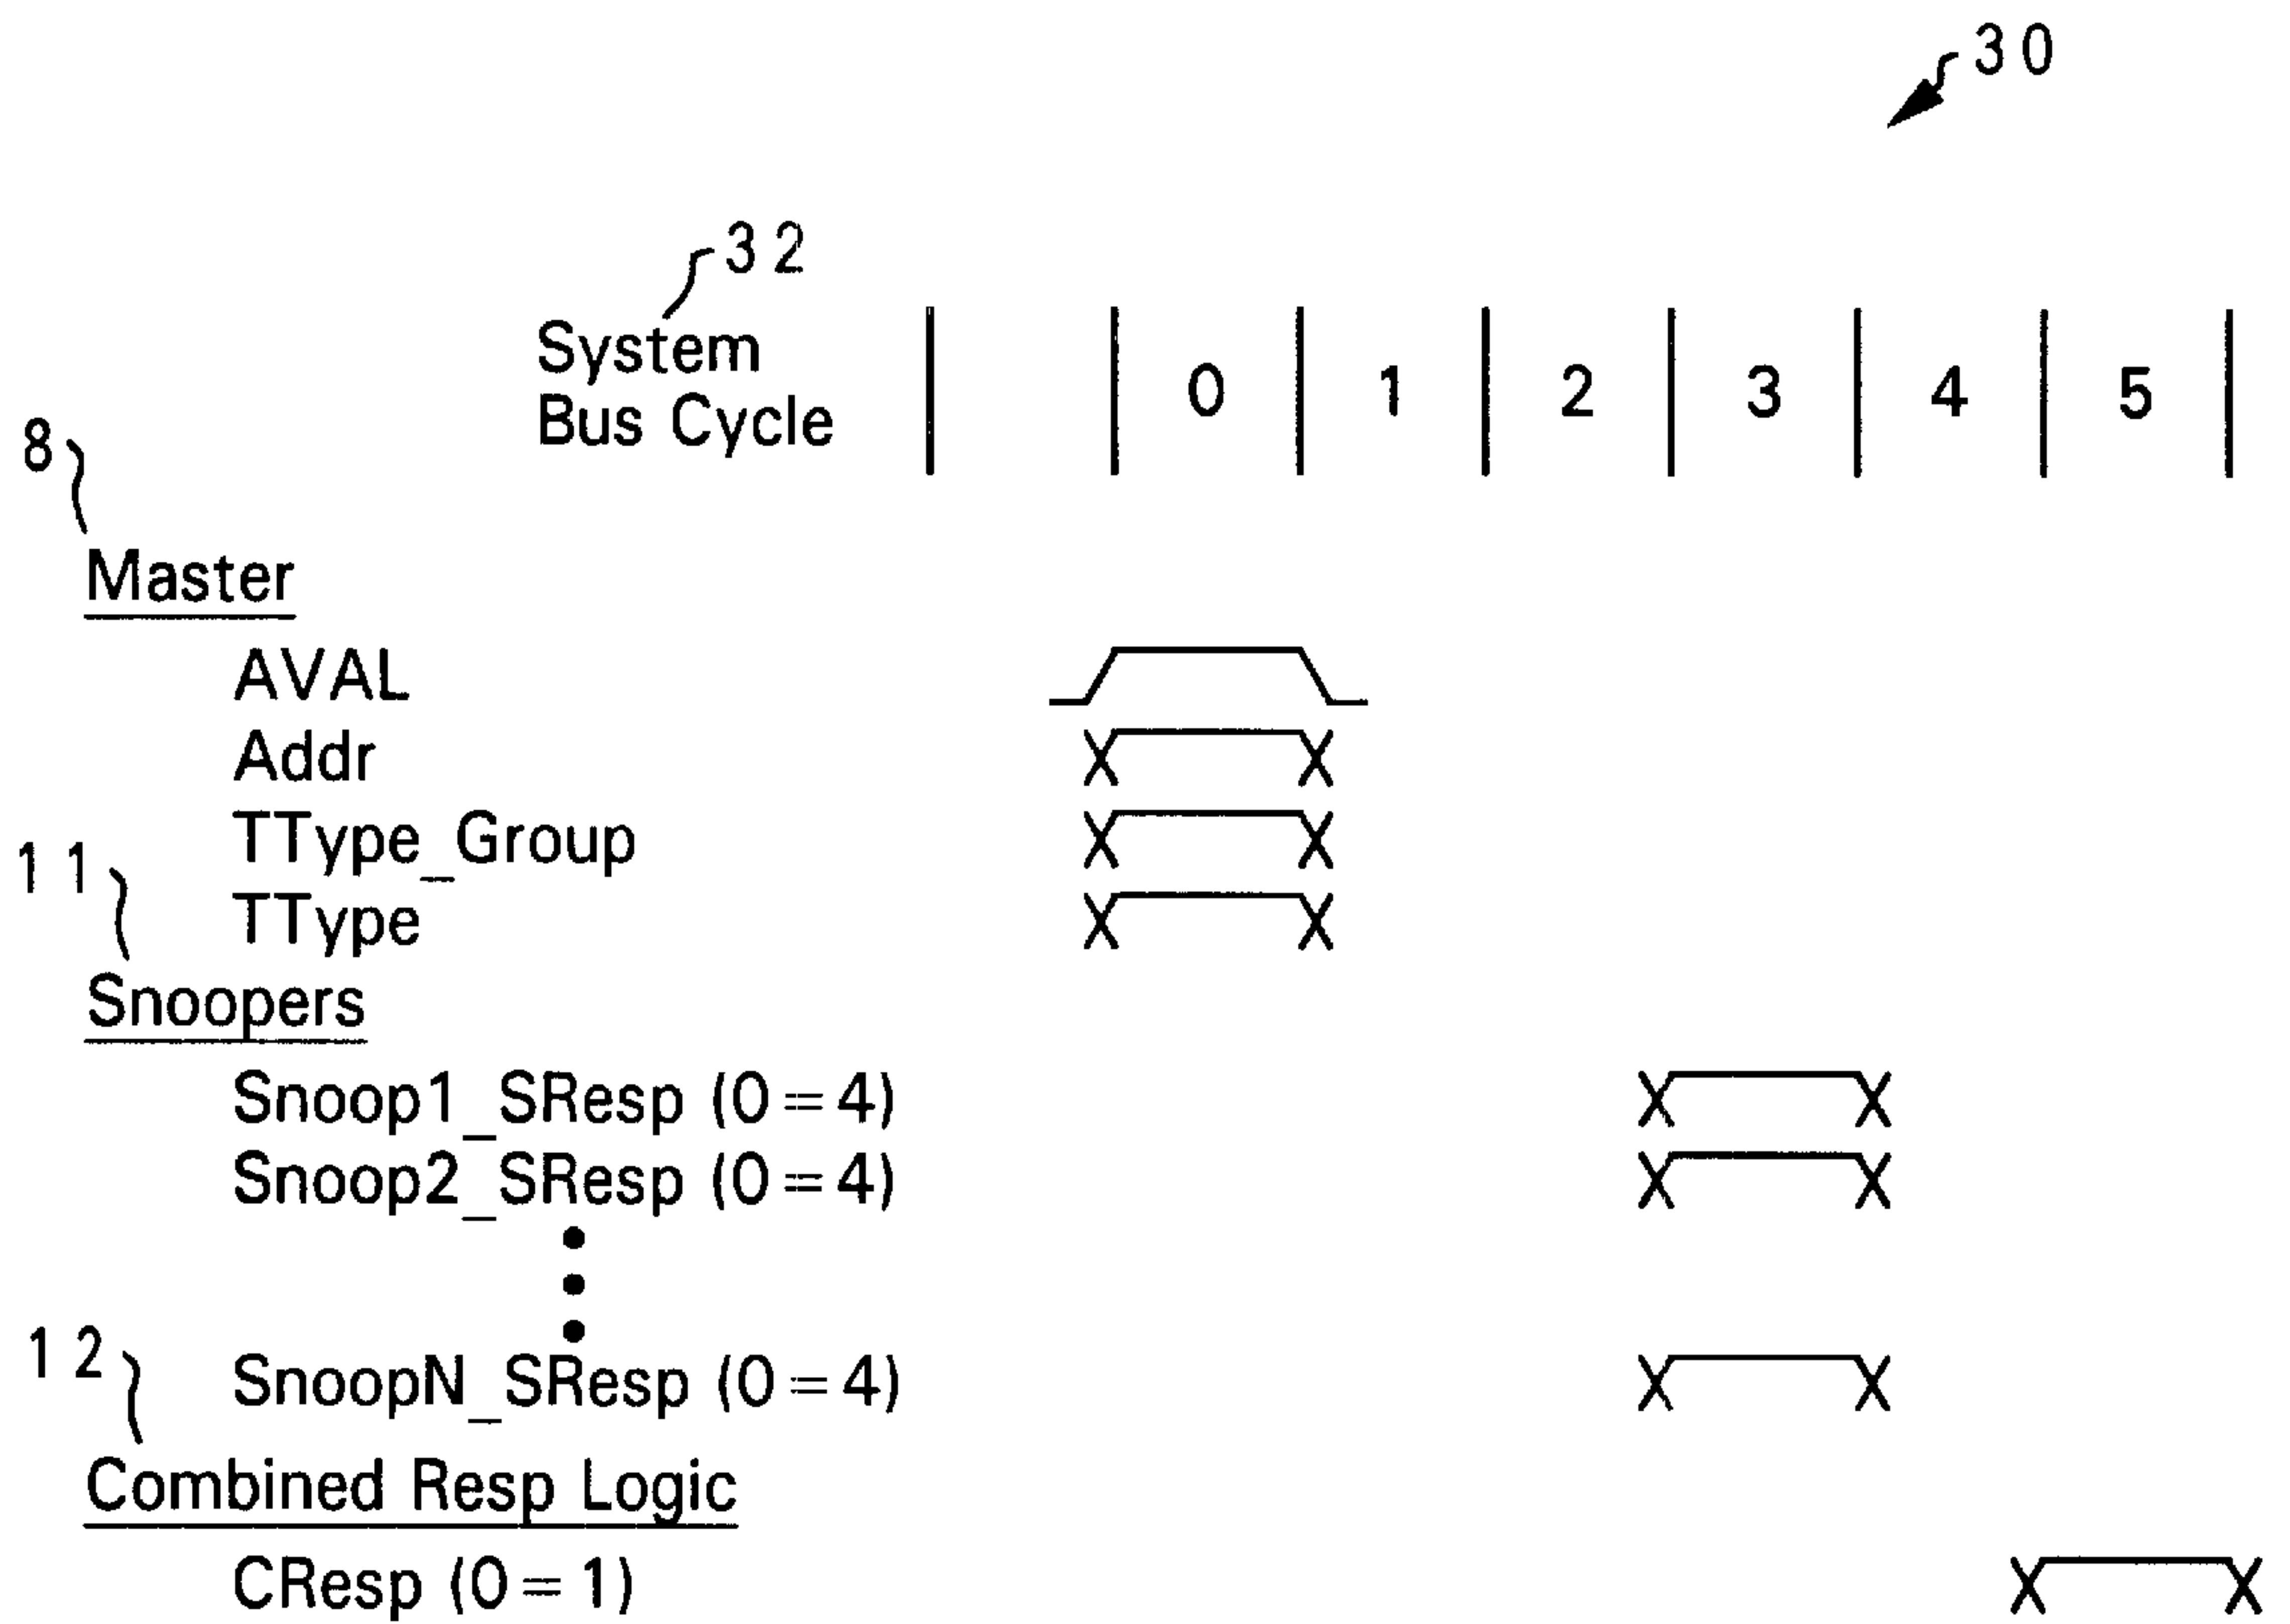 30
32
System
Bus Cycle
0 1 2 3 4 5
8
Master
AVAL
Addr
TType_Group
11
TType
Snoopers
Snoop1_SResp (0=4)
Snoop2_SResp (0=4)
12
SnoopN_SResp (0=4)
Combined Resp Logic
CResp (0=1)